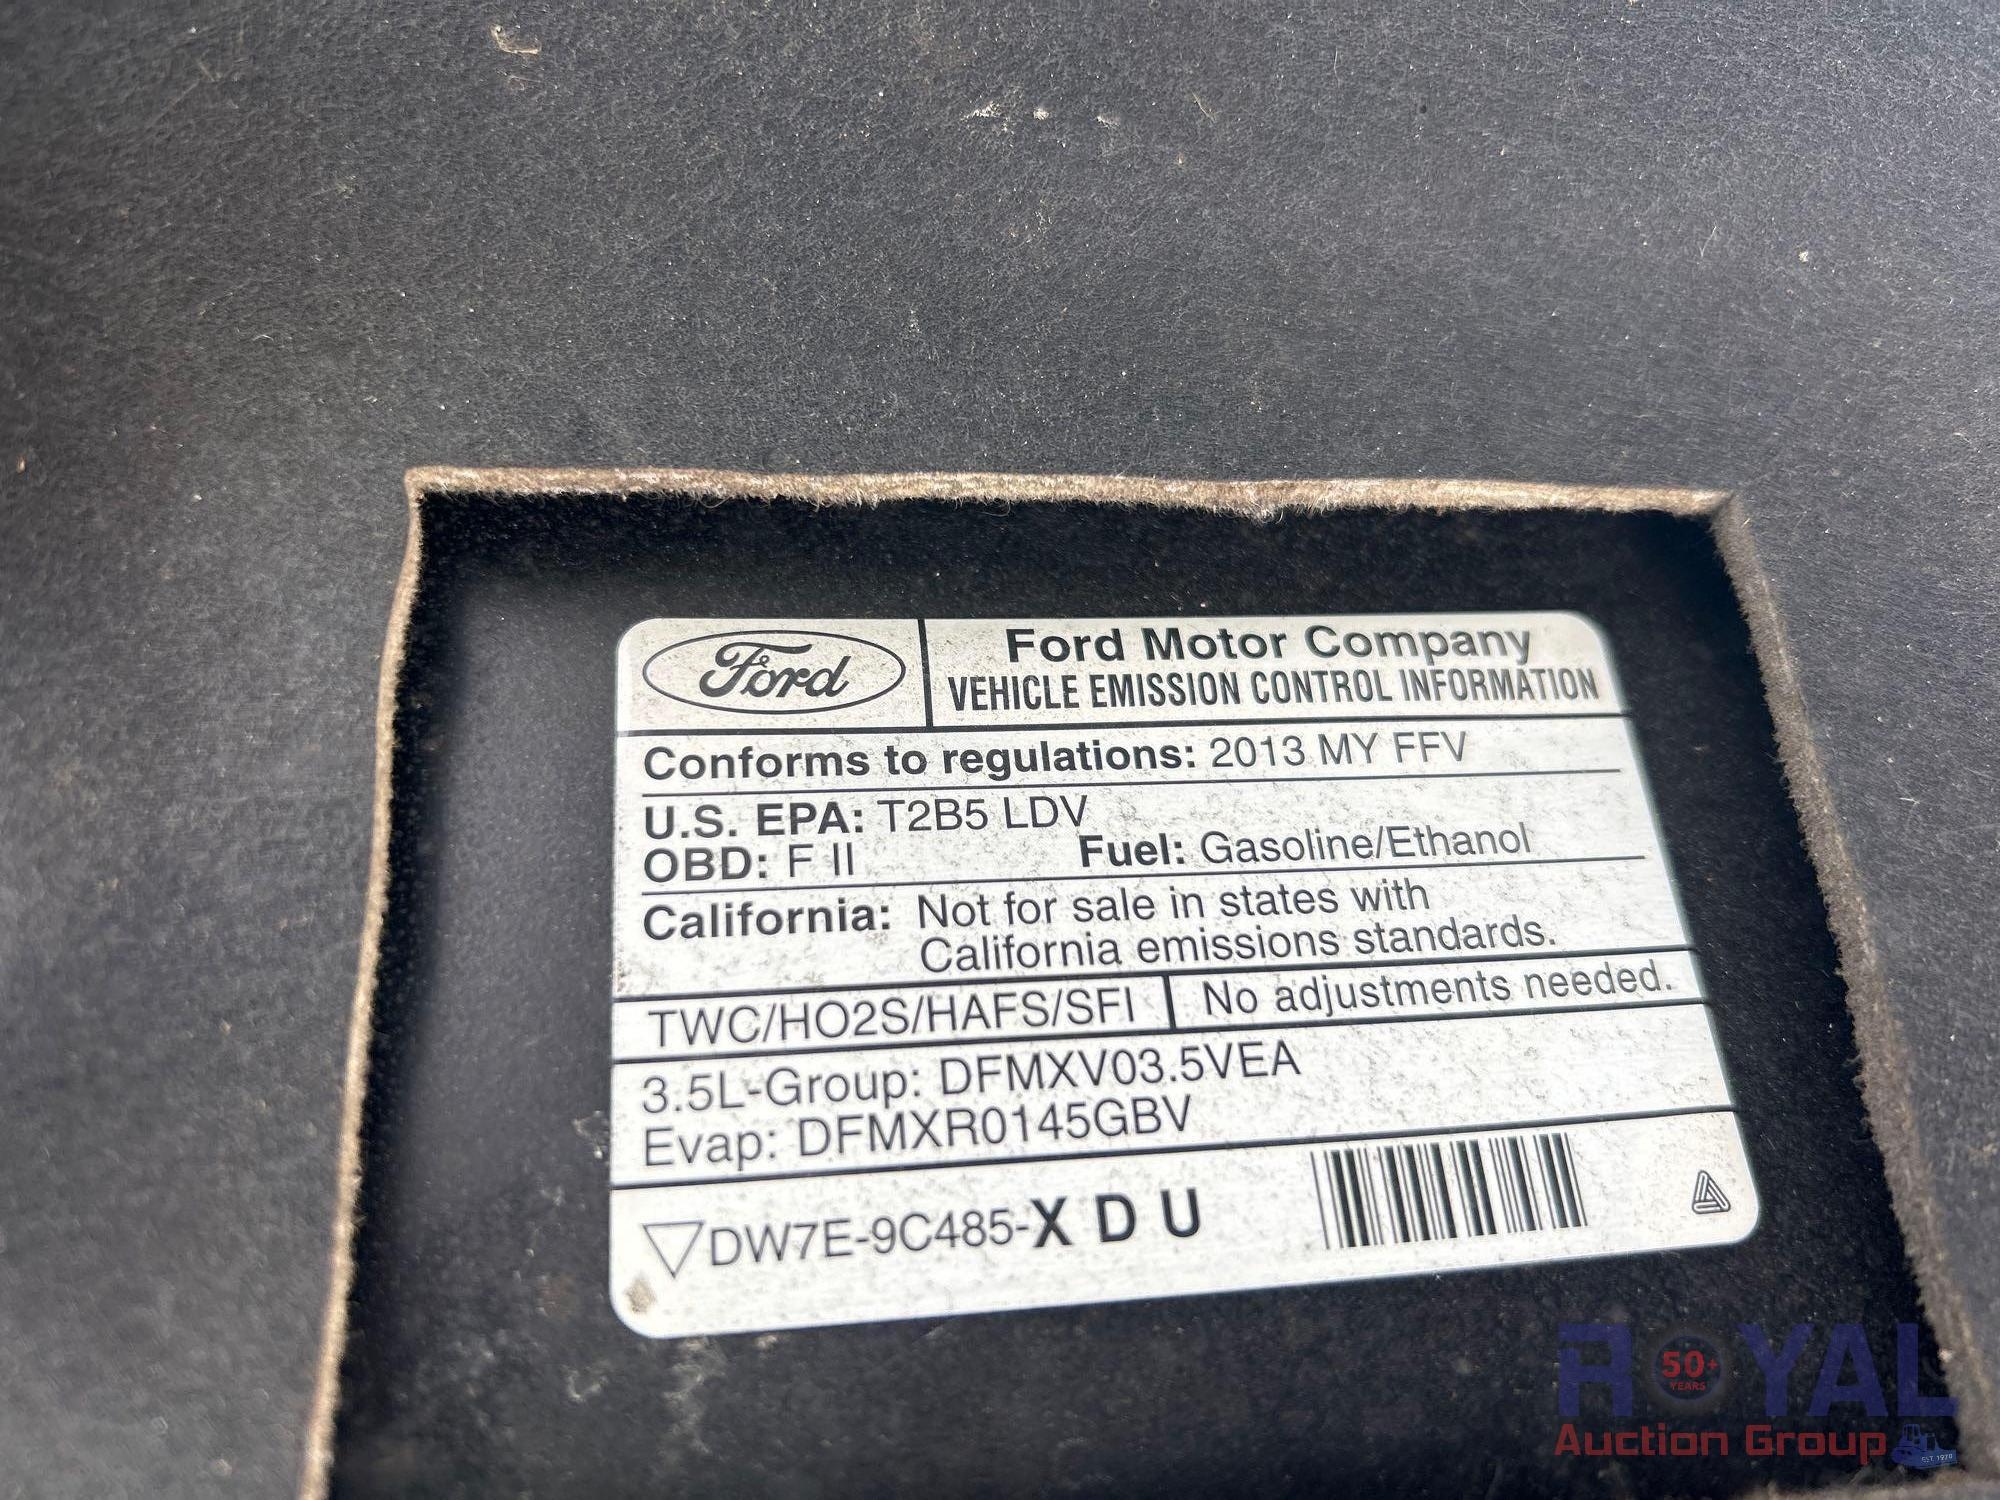 Ford
Ford Motor Company
VEHICLE EMISSION CONTROL INFORMATION
Conforms to regulations: 2013 MY FFV
U.S. EPA: T2B5 LDV
OBD: F II Fuel: Gasoline/Ethanol
California: Not for sale in states with
California emissions standards.
TWC/HO2S/HAFS/SFI No adjustments needed.
3.5L-Group: DFMXV03.5VEA
Evap: DFMXR0145GBV
DW7E-9C485-X D U
ROYAL
50+
YEARS
Auction Group
EST 1970